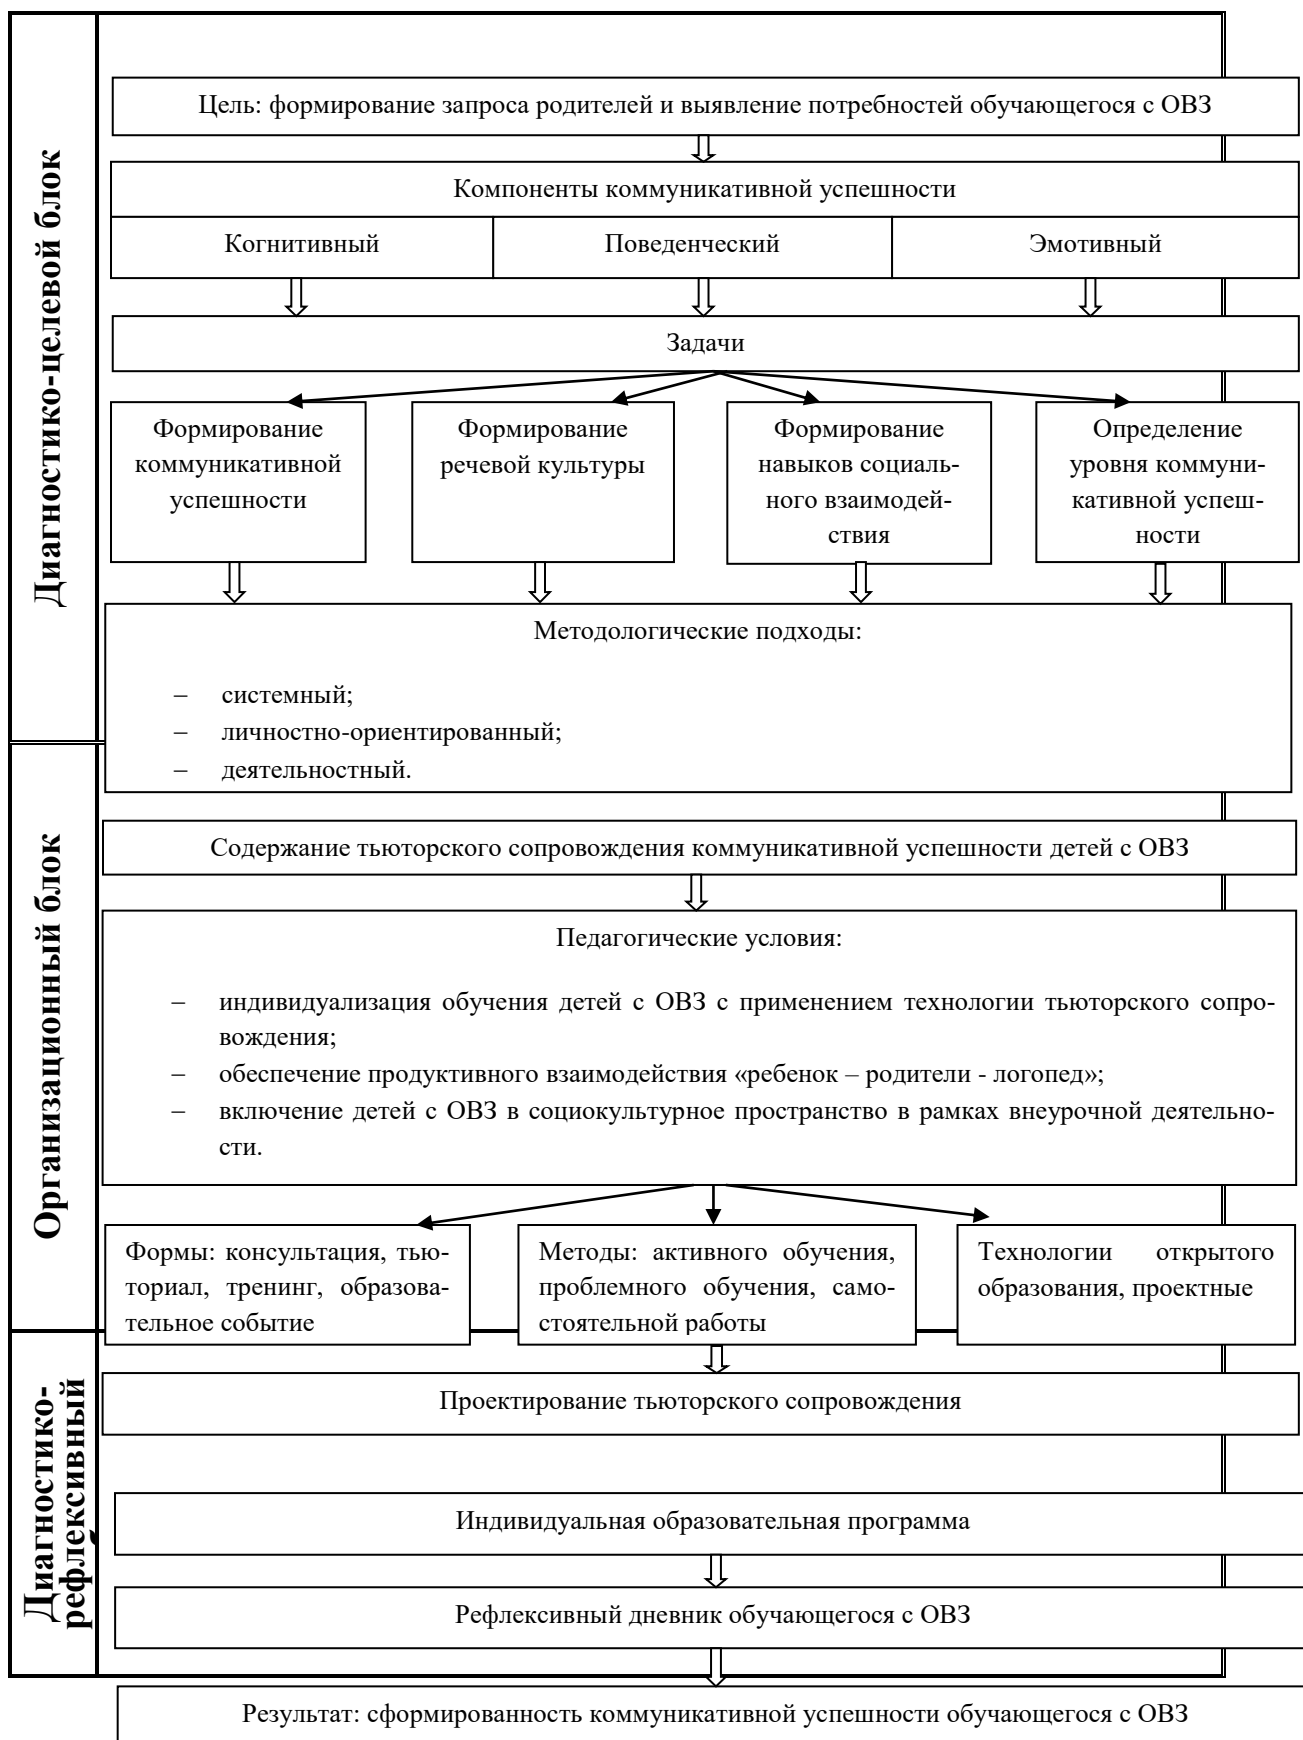 Диагностико-целевой блок
Цель: формирование запроса родителей и выявление потребностей обучающегося с ОВЗ
Компоненты коммуникативной успешности
Когнитивный
Поведенческий
Эмотивный
Задачи
Формирование
коммуникативной
успешности
Формирование
речевой культуры
Формирование
навыков социаль-
ного взаимодей-
ствия
Определение
уровня коммуни-
кативной успеш-
ности
Методологические подходы:
– системный;
– личностно-ориентированный;
– деятельностный.
Организационный блок
Содержание тьюторского сопровождения коммуникативной успешности детей с ОВЗ
Педагогические условия:
– индивидуализация обучения детей с ОВЗ с применением технологии тьюторского сопро-
вождения;
– обеспечение продуктивного взаимодействия «ребенок – родители - логопед»;
– включение детей с ОВЗ в социокультурное пространство в рамках внеурочной деятельно-
сти.
Формы: консультация, тью-
ториал, тренинг, образова-
тельное событие
Методы: активного обучения,
проблемного обучения, само-
стоятельной работы
Технологии открытого
образования, проектные
Диагностико-
рефлексивный
Проектирование тьюторского сопровождения
Индивидуальная образовательная программа
Рефлексивный дневник обучающегося с ОВЗ
Результат: сформированность коммуникативной успешности обучающегося с ОВЗ